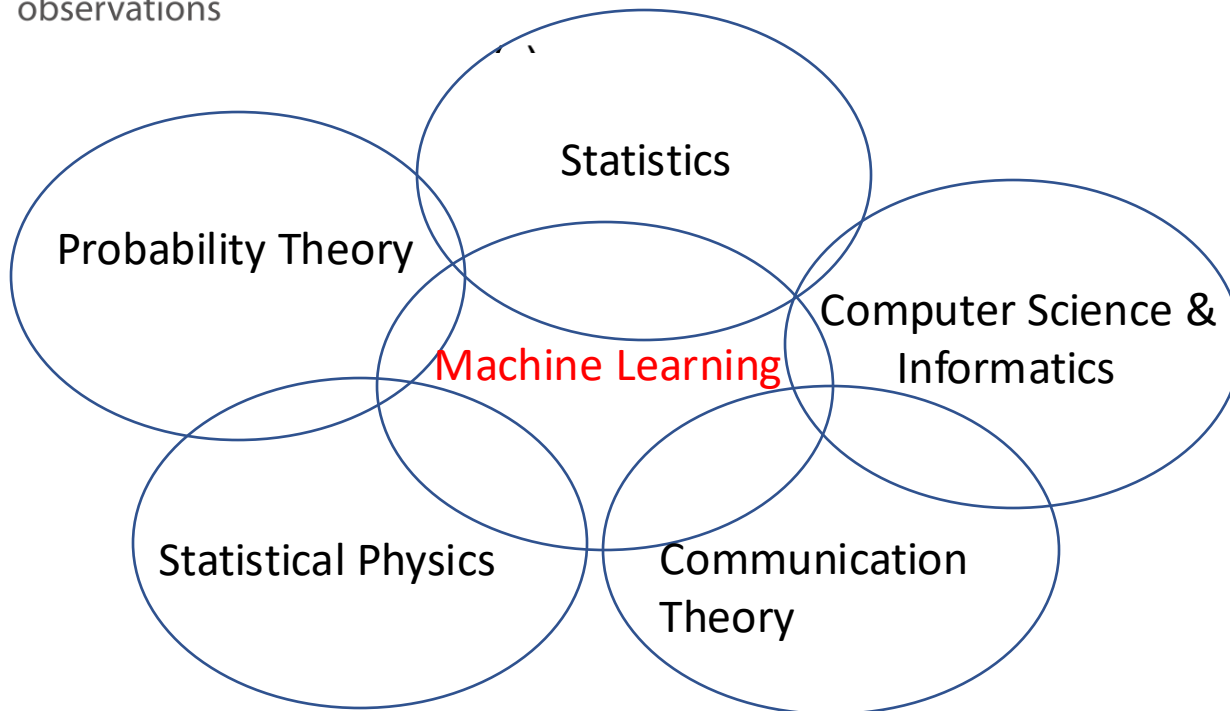 observations
Statistics
Probability Theory
Computer Science &
Informatics
Machine Learning
Statistical Physics
Communication
Theory